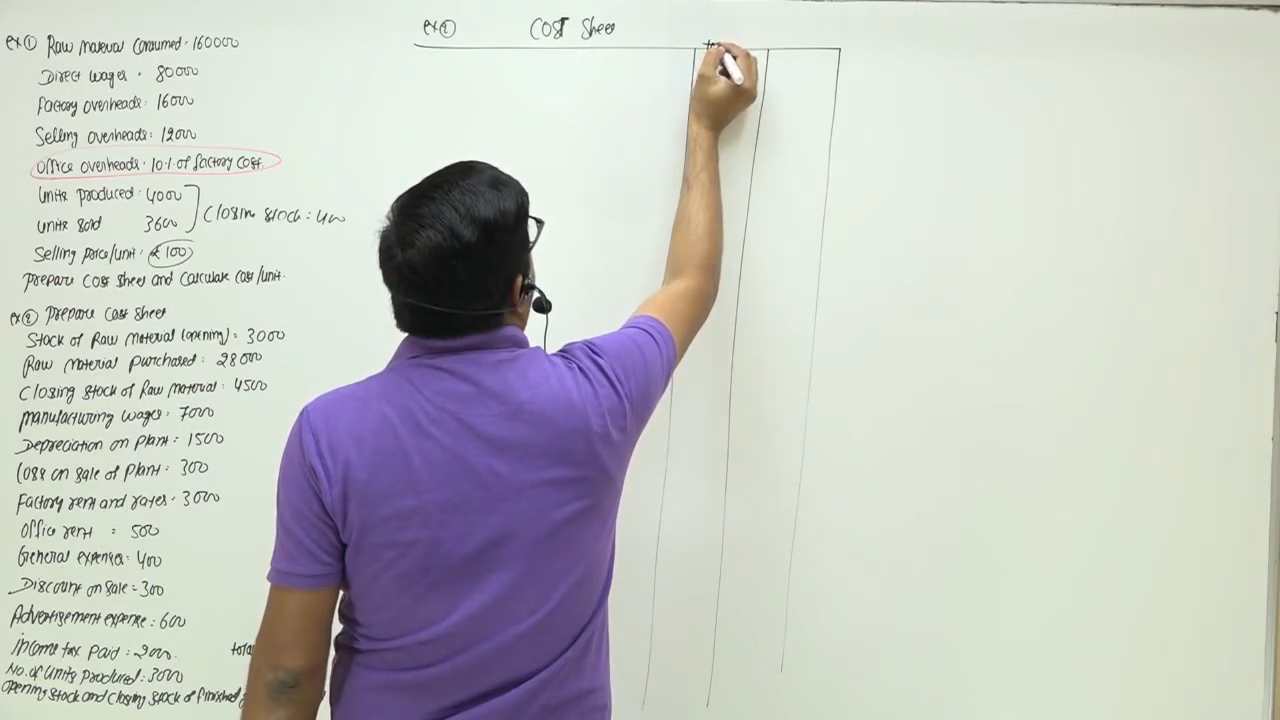 ex① Raw material consumed · 160000
Direct wages · 80000
Factory overheads: 16000
Selling overheads: 12000
Office overheads: 10% of factory cost.
Units produced: 4000
Units sold 3600
Closing stock: 400
Selling price/unit: ₹100
Prepare cost sheet and calculate cost/unit.
ex② Prepare cost sheet
Stock of Raw material (opening) = 3000
Raw material purchased: 28000
Closing stock of Raw material: 4500
manufacturing wages: 7000
Depreciation on plant = 1500
Loss on sale of plant: 300
Factory rent and rates · 3000
Office rent = 500
General expenses: 400
Discount on sale = 300
Advertisement expense: 600
Income tax paid = 2000.
No. of units produced: 3000
opening stock and closing stock of finished
ex① Cost Sheet